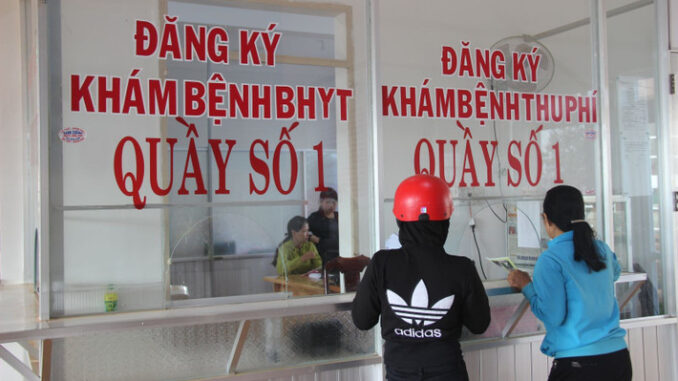 ĐĂNG KÝ
KHÁM BỆNH BHYT
QUẦY SỐ 1
ĐĂNG KÝ
KHÁM BỆNH THU PHÍ
QUẦY SỐ 1
adidas